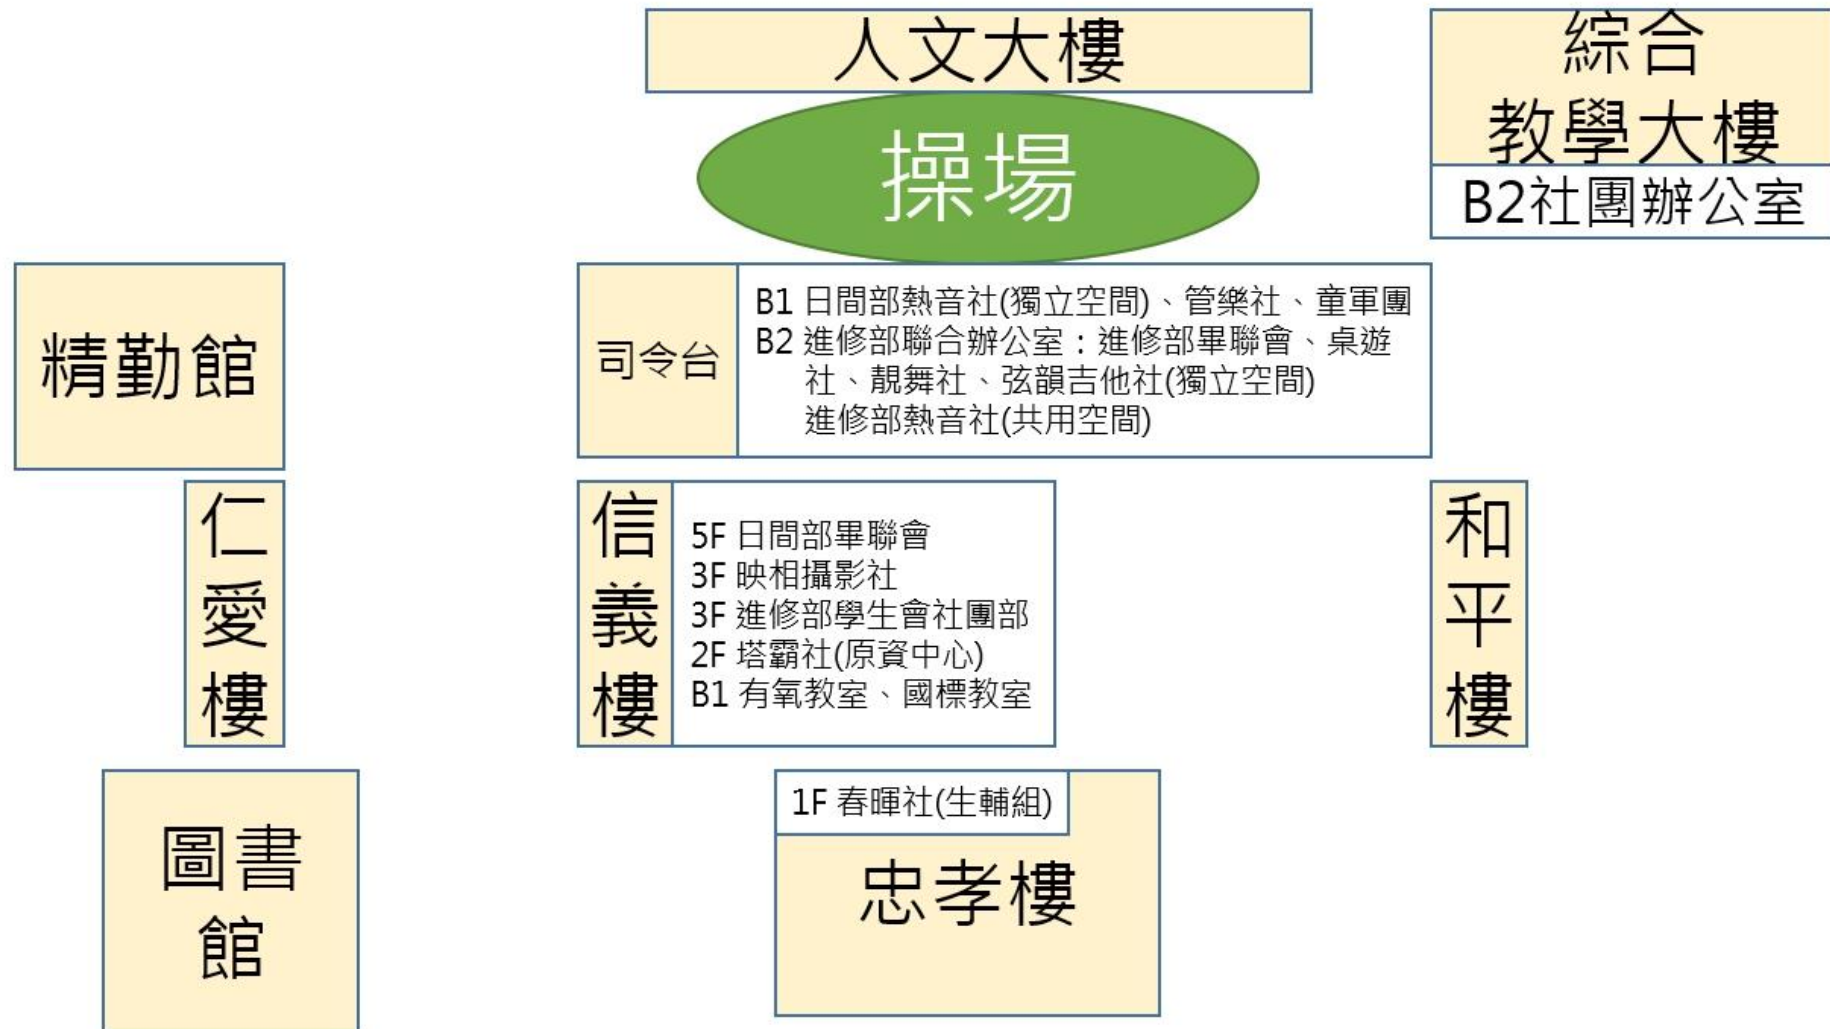 人文大樓
綜合
教學大樓
B2社團辦公室
操場
精勤館
司令台
B1 日間部熱音社(獨立空間)、管樂社、童軍團
B2 進修部聯合辦公室：進修部畢聯會、桌遊
社、靚舞社、弦韻吉他社(獨立空間)
進修部熱音社(共用空間)
仁
愛
樓
信
義
樓
5F 日間部畢聯會
3F 映相攝影社
3F 進修部學生會社團部
2F 塔霸社(原資中心)
B1 有氧教室、國標教室
和
平
樓
圖書
館
1F 春暉社(生輔組)
忠孝樓